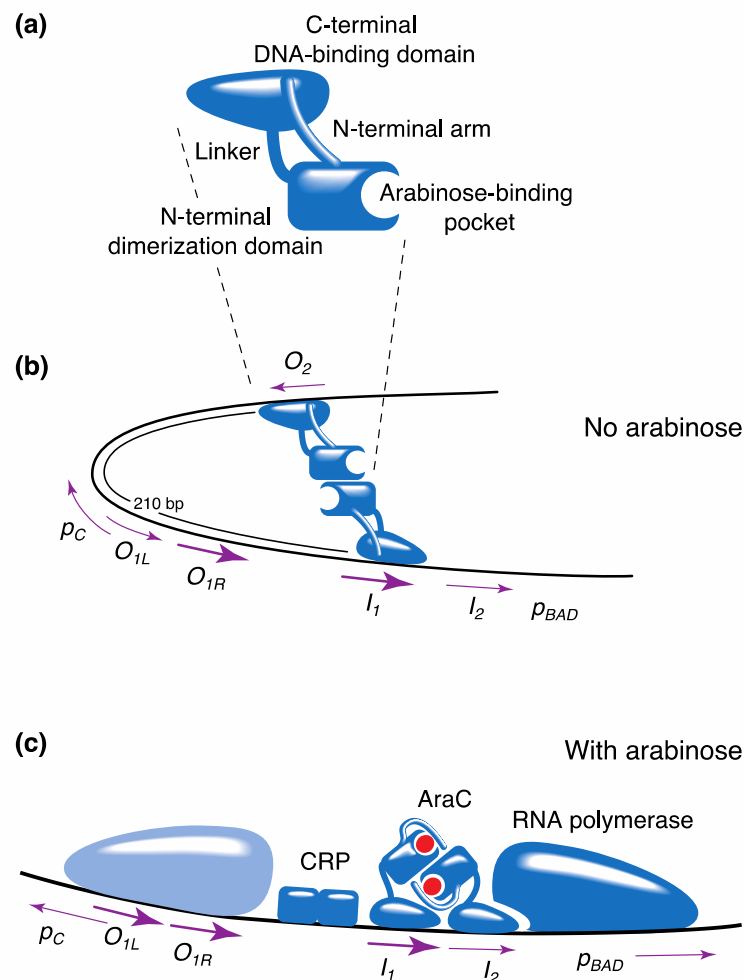 (a)
C-terminal
DNA-binding domain
N-terminal arm
Linker
Arabinose-binding
pocket
N-terminal
dimerization domain
(b)
O2
No arabinose
210 bp
pC
O1L
O1R
I1
I2
pBAD
(c)
With arabinose
AraC
RNA polymerase
CRP
pC
O1L
O1R
I1
I2
pBAD